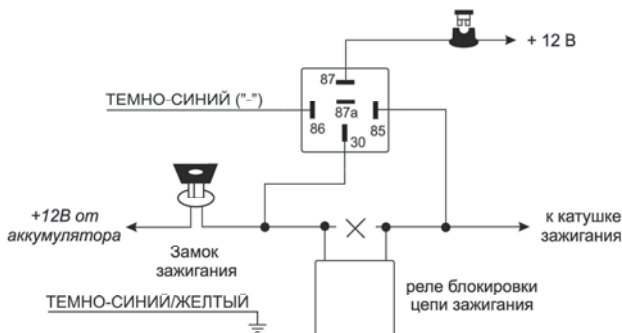 + 12 В
87
ТЕМНО-СИНИЙ ("-")
87а
86
85
30
+12В от
аккумулятора
Замок
зажигания
к катушке
зажигания
реле блокировки
цепи зажигания
ТЕМНО-СИНИЙ/ЖЕЛТЫЙ